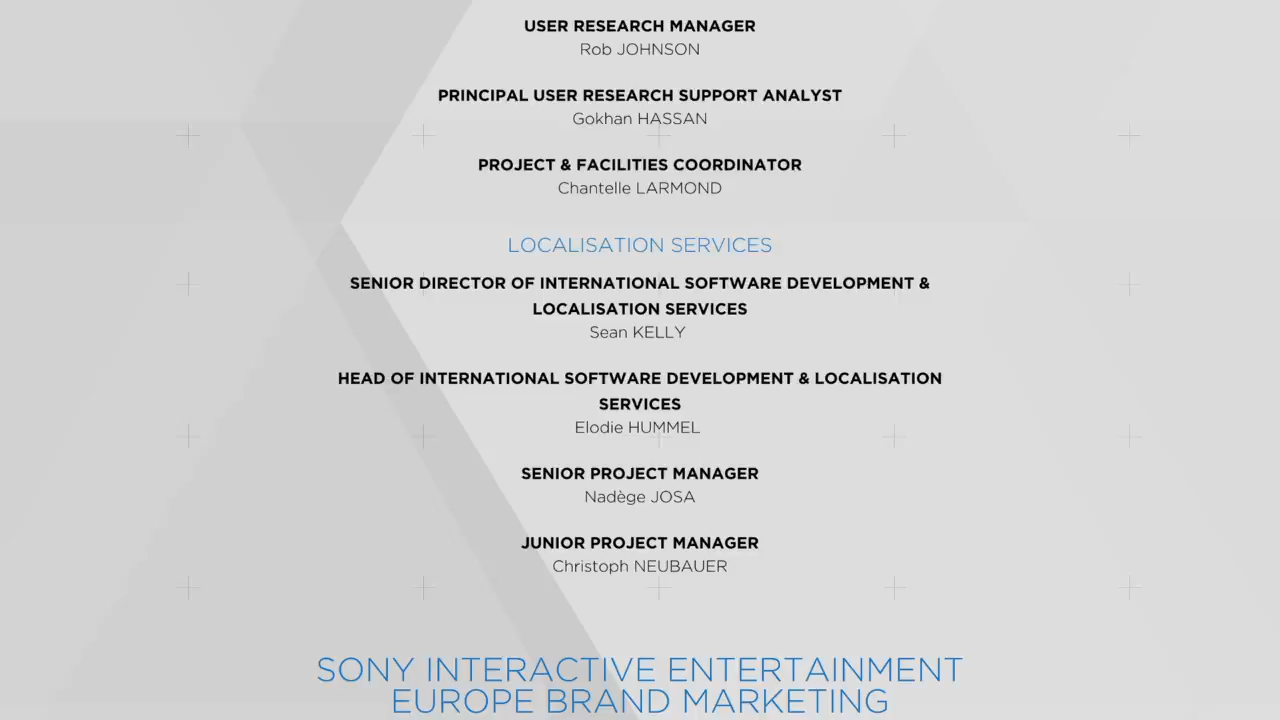 USER RESEARCH MANAGER
Rob JOHNSON
PRINCIPAL USER RESEARCH SUPPORT ANALYST
Gokhan HASSAN
PROJECT & FACILITIES COORDINATOR
Chantelle LARMOND
LOCALISATION SERVICES
SENIOR DIRECTOR OF INTERNATIONAL SOFTWARE DEVELOPMENT &
LOCALISATION SERVICES
Sean KELLY
HEAD OF INTERNATIONAL SOFTWARE DEVELOPMENT & LOCALISATION
SERVICES
Elodie HUMMEL
SENIOR PROJECT MANAGER
Nadège JOSA
JUNIOR PROJECT MANAGER
Christoph NEUBAUER
SONY INTERACTIVE ENTERTAINMENT
EUROPE BRAND MARKETING